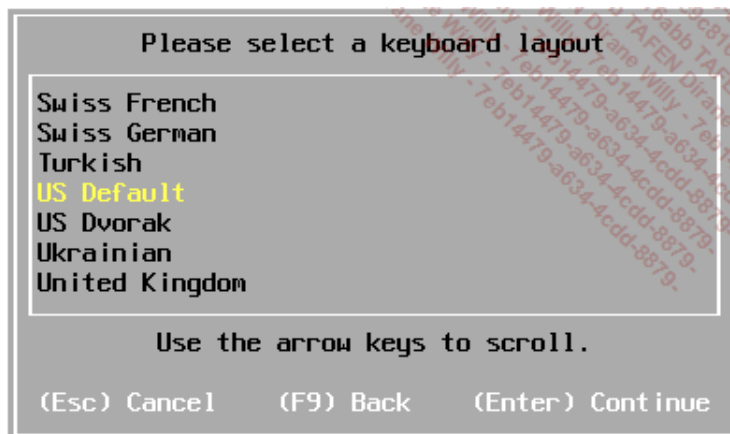 Please select a keyboard layout
Swiss French
Swiss German
Turkish
US Default
US Dvorak
Ukrainian
United Kingdom
Use the arrow keys to scroll.
(Esc) Cancel (F9) Back (Enter) Continue